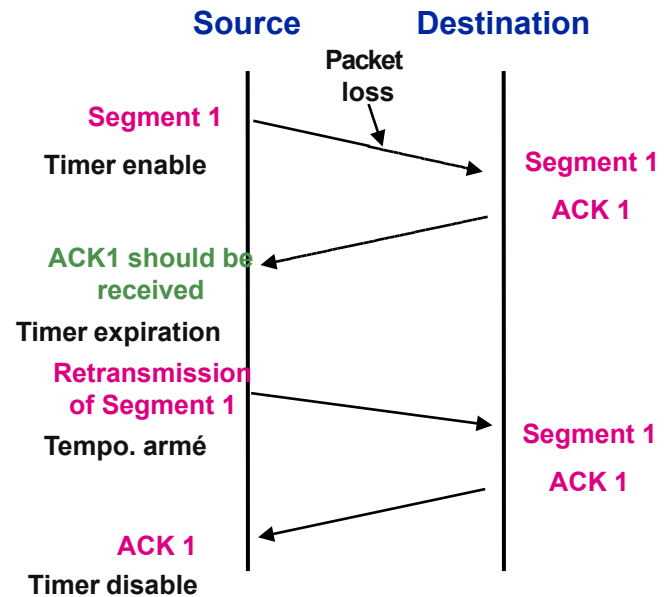 Source
Destination
Packet
loss
Segment 1
Timer enable
Segment 1
ACK 1
ACK1 should be
received
Timer expiration
Retransmission
of Segment 1
Tempo. armé
Segment 1
ACK 1
ACK 1
Timer disable